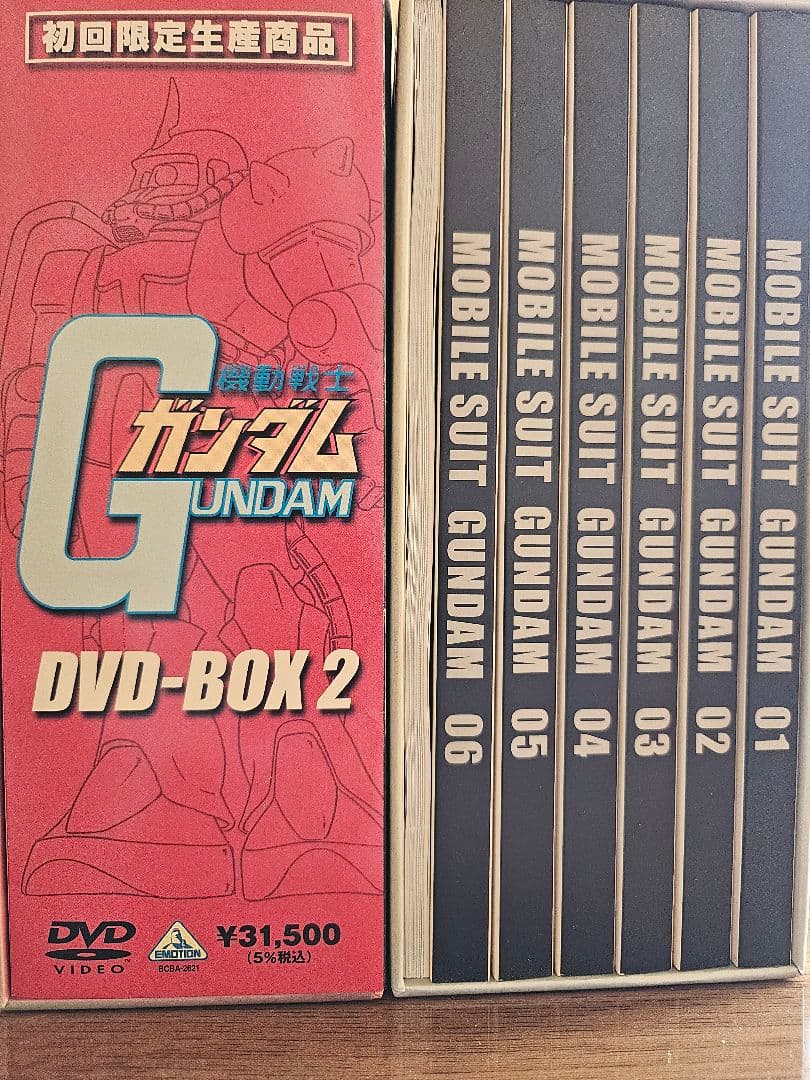 初回限定生産商品
機動戦士
ガンダム
GUNDAM
DVD-BOX 2
DVD
VIDEO
EMOTION
BCBA-2621
¥31,500
(5%税込)
MOBILE SUIT GUNDAM 06
MOBILE SUIT GUNDAM 05
MOBILE SUIT GUNDAM 04
MOBILE SUIT GUNDAM 03
MOBILE SUIT GUNDAM 02
MOBILE SUIT GUNDAM 01